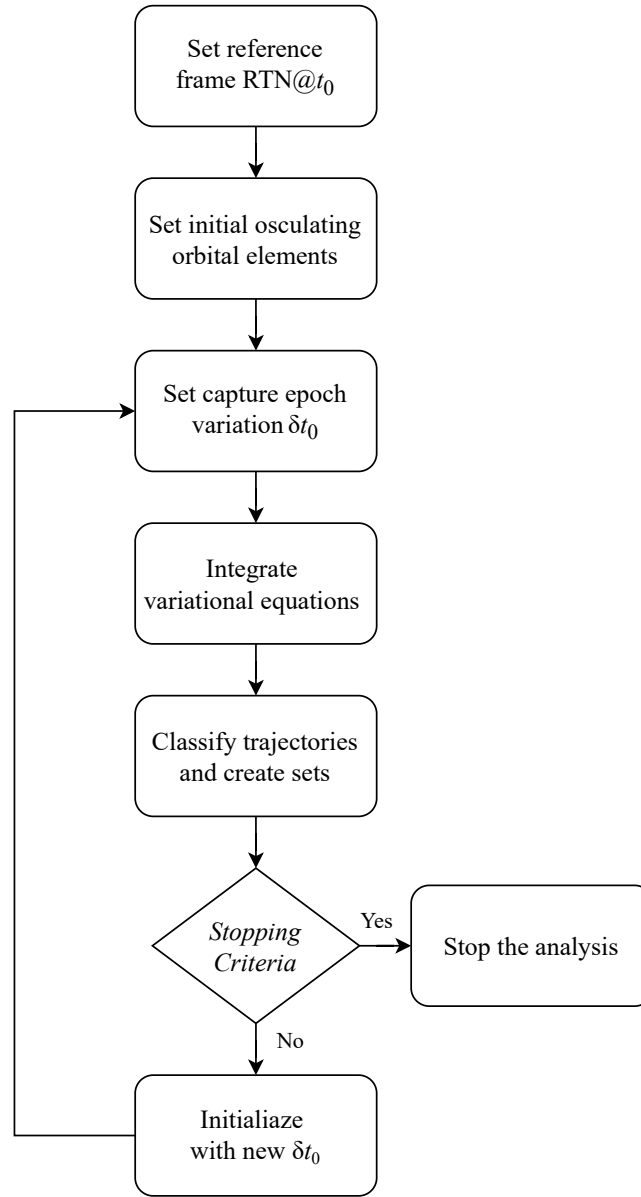 Set reference
frame RTN@t₀
Set initial osculating
orbital elements
Set capture epoch
variation δt₀
Integrate
variational equations
Classify trajectories
and create sets
Stopping
Criteria
Yes
Stop the analysis
No
Initialiaze
with new δt₀